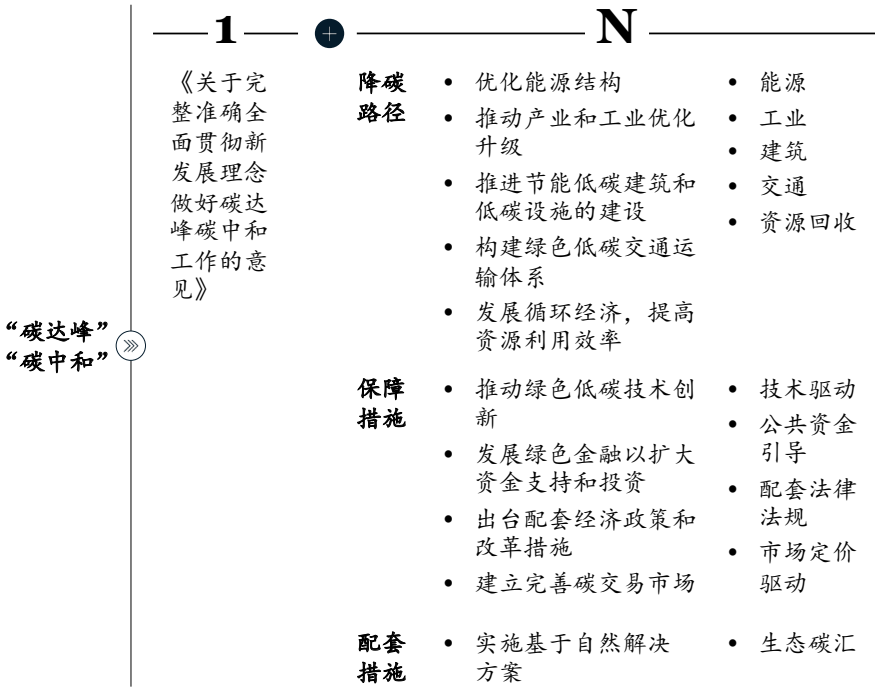 1
N
“碳达峰”
“碳中和”
《关于完
整准确全
面贯彻新
发展理念
做好碳达
峰碳中和
工作的意
见》
降碳
路径
• 优化能源结构
• 推动产业和工业优化
升级
• 推进节能低碳建筑和
低碳设施的建设
• 构建绿色低碳交通运
输体系
• 发展循环经济，提高
资源利用效率
• 能源
• 工业
• 建筑
• 交通
• 资源回收
保障
措施
• 推动绿色低碳技术创
新
• 发展绿色金融以扩大
资金支持和投资
• 出台配套经济政策和
改革措施
• 建立完善碳交易市场
• 技术驱动
• 公共资金
引导
• 配套法律
法规
• 市场定价
驱动
配套
措施
• 实施基于自然解决
方案
• 生态碳汇